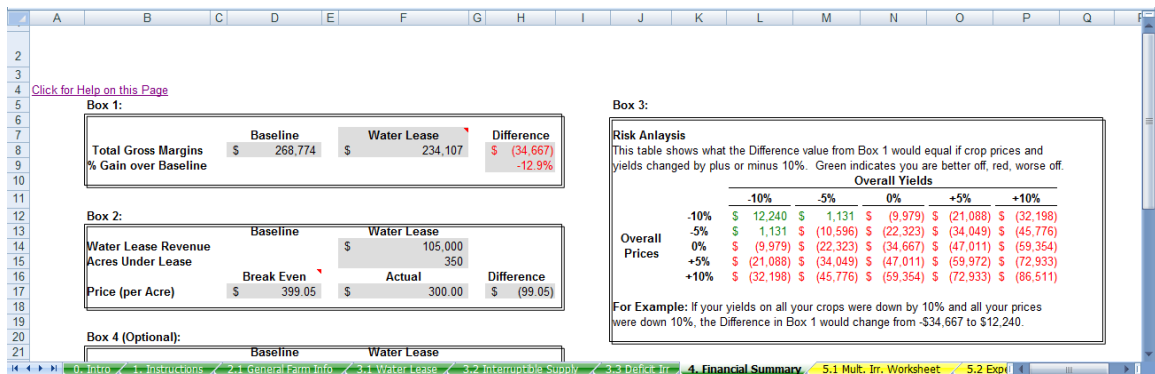 A B C D E F G H I J K L M N O P Q
2
3
4 Click for Help on this Page
5 Box 1: Box 3:
6
7 Baseline Water Lease Difference Risk Anlaysis
8 Total Gross Margins $ 268,774 $ 234,107 $ (34,667) This table shows what the Difference value from Box 1 would equal if crop prices and
9 % Gain over Baseline -12.9% yields changed by plus or minus 10%. Green indicates you are better off, red, worse off.
10 Overall Yields
11 -10% -5% 0% +5% +10%
12 Box 2: -10% $ 12,240 $ 1,131 $ (9,979) $ (21,088) $ (32,198)
13 Baseline Water Lease -5% $ 1,131 $ (10,596) $ (22,323) $ (34,049) $ (45,776)
Overall
14 Water Lease Revenue $ 105,000 0% $ (9,979) $ (22,323) $ (34,667) $ (47,011) $ (59,354)
Prices
15 Acres Under Lease 350 +5% $ (21,088) $ (34,049) $ (47,011) $ (59,972) $ (72,933)
16 Break Even Actual Difference +10% $ (32,198) $ (45,776) $ (59,354) $ (72,933) $ (86,511)
17 Price (per Acre) $ 399.05 $ 300.00 $ (99.05)
18 For Example: If your yields on all your crops were down by 10% and all your prices
19 were down 10%, the Difference in Box 1 would change from -$34,667 to $12,240.
20 Box 4 (Optional):
21 Baseline Water Lease
0. Intro 1. Instructions 2.1 General Farm Info 3.1 Water Lease 3.2 Interruptible Supply 3.3 Deficit Irr 4. Financial Summary 5.1 Mult. Irr. Worksheet 5.2 Expe